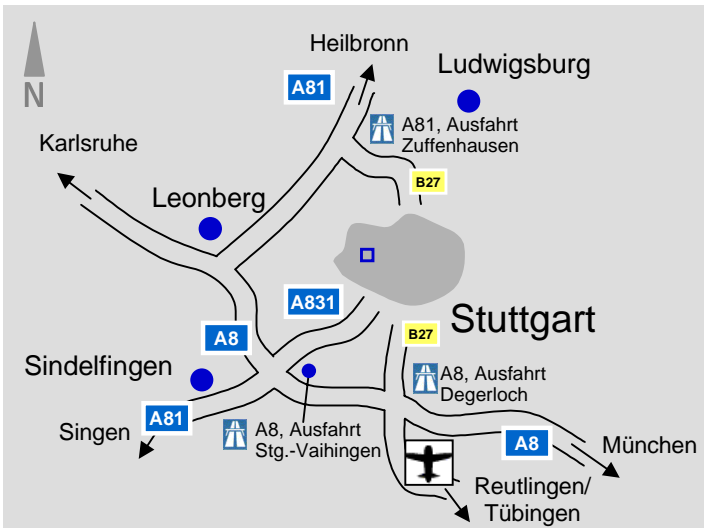 Heilbronn
Ludwigsburg
A81
A81, Ausfahrt
Zuffenhausen
N
Karlsruhe
B27
Leonberg
A831
Stuttgart
A8
B27
Sindelfingen
A8, Ausfahrt
Degerloch
A81
Singen
A8, Ausfahrt
Stg.-Vaihingen
A8
München
Reutlingen/
Tübingen